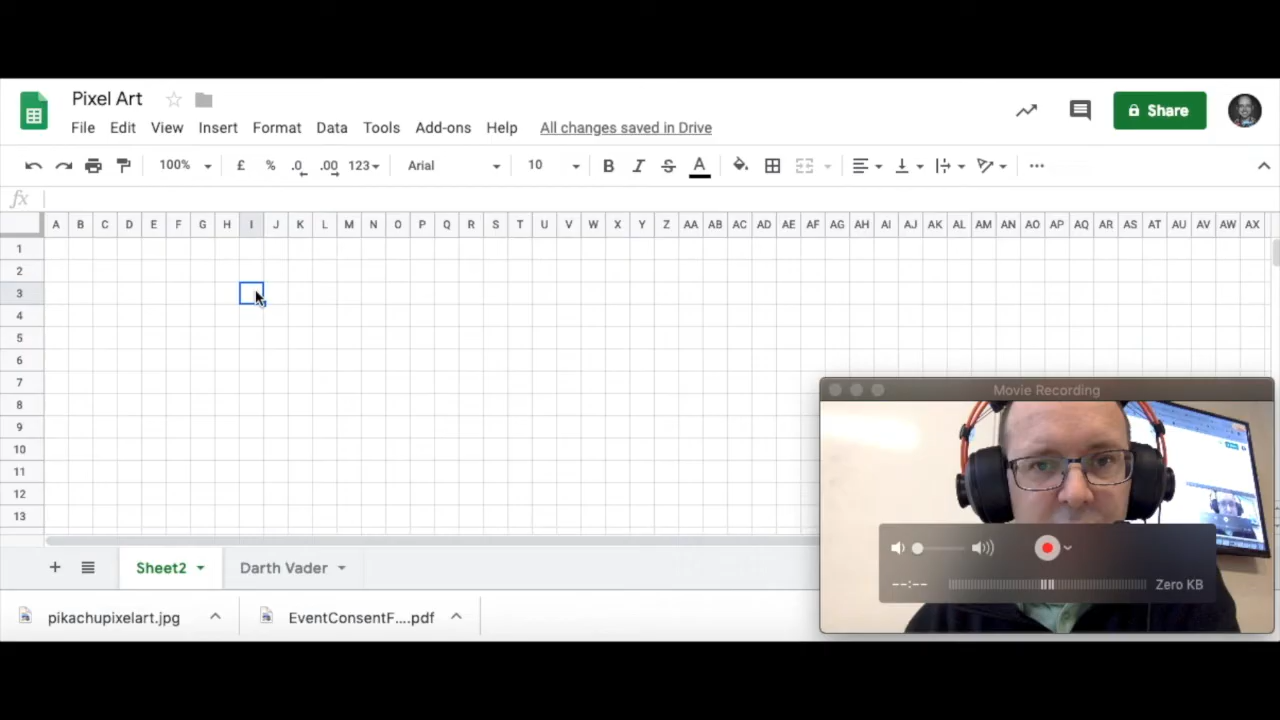 Pixel Art
Share
File Edit View Insert Format Data Tools Add-ons Help All changes saved in Drive
100% £ % .0 .00 123 Arial 10 B I S A
fx
A B C D E F G H I J K L M N O P Q R S T U V W X Y Z AA AB AC AD AE AF AG AH AI AJ AK AL AM AN AO AP AQ AR AS AT AU AV AW AX
1
2
3
4
5
6
7
8
9
10
11
12
13
Movie Recording
--:-- Zero KB
+ Sheet2 Darth Vader
pikachupixelart.jpg EventConsentF....pdf